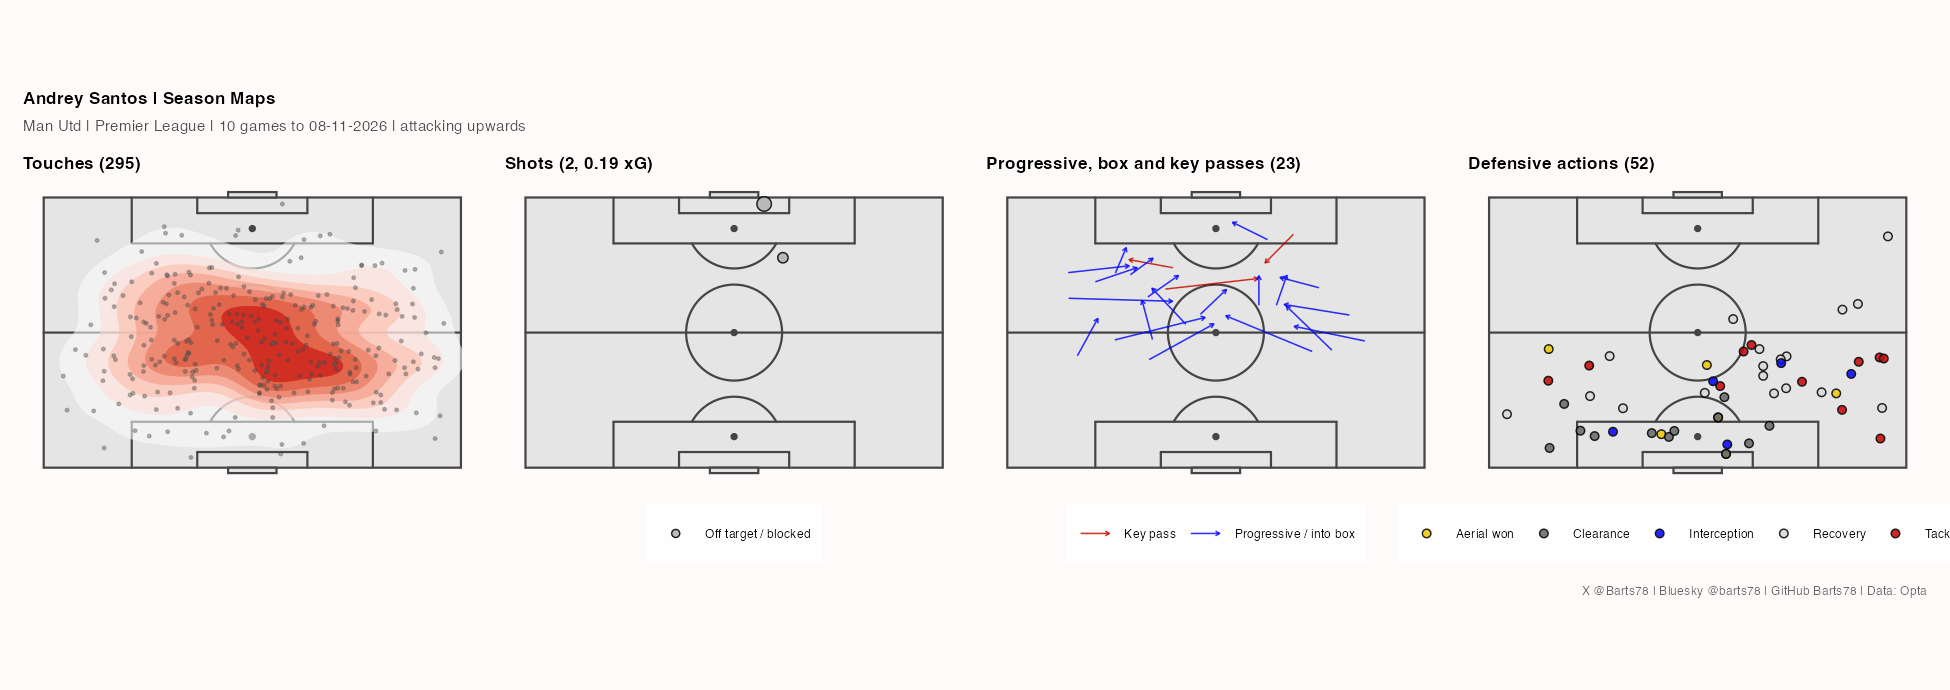 Andrey Santos | Season Maps
Man Utd | Premier League | 10 games to 08-11-2026 | attacking upwards
Touches (295)
Shots (2, 0.19 xG)
Progressive, box and key passes (23)
Defensive actions (52)
Off target / blocked
Key pass
Progressive / into box
Aerial won
Clearance
Interception
Recovery
Tack
X @Barts78 | Bluesky @barts78 | GitHub Barts78 | Data: Opta